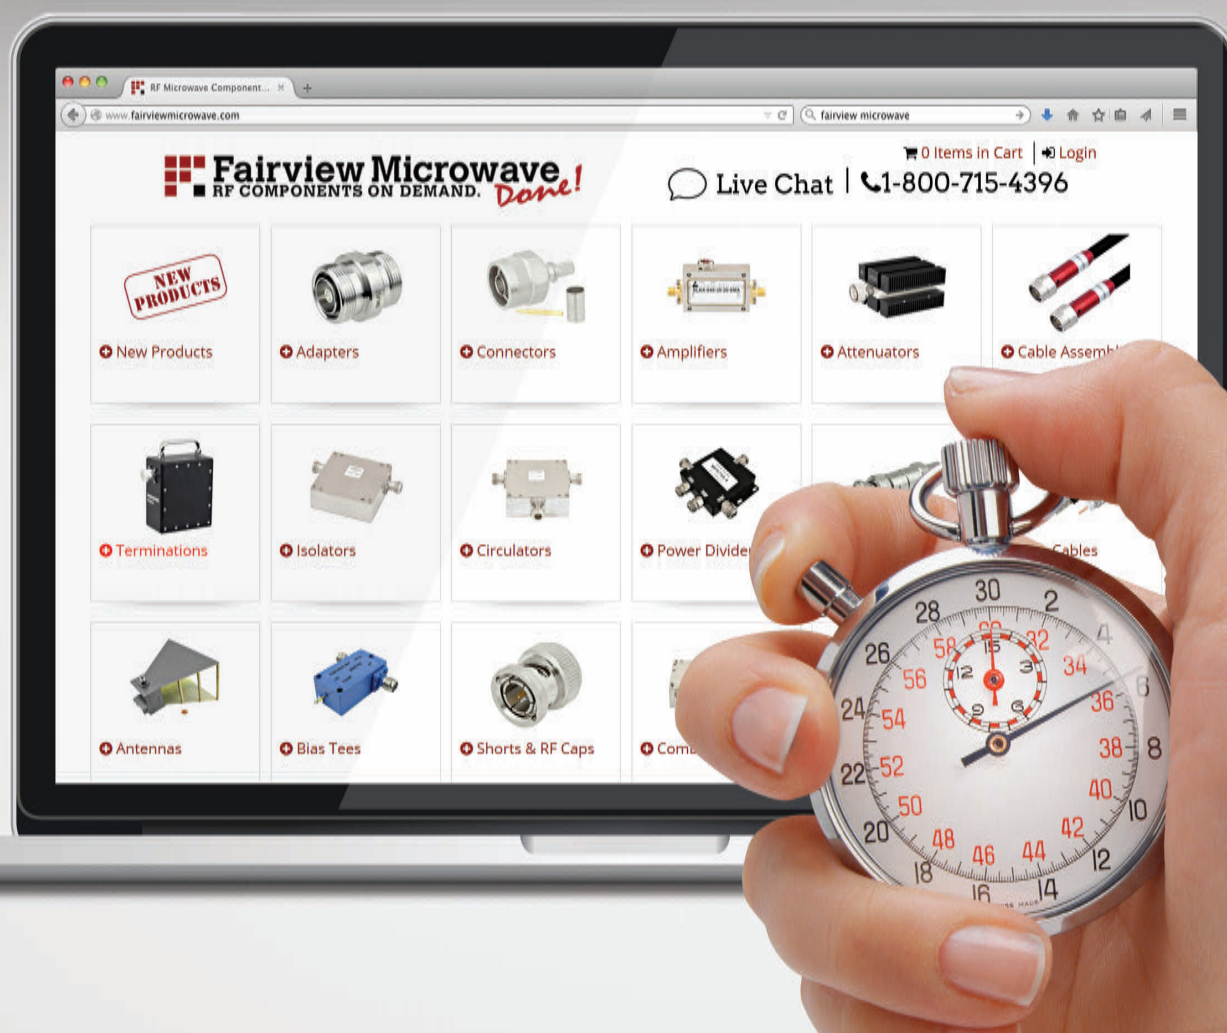 RF Microwave Component...
www.fairviewmicrowave.com
fairview microwave
0 Items in Cart | Login
Fairview Microwave
RF COMPONENTS ON DEMAND.
Done!
Live Chat | 1-800-715-4396
NEW
PRODUCTS
New Products
Adapters
Connectors
Amplifiers
Attenuators
Cable Assembl
Terminations
Isolators
Circulators
Power Divide
Cables
Antennas
Bias Tees
Shorts & RF Caps
Com
30
28
2
26
58
60
32
4
56
15
34
12
3
6
24
54
9
6
36
22
52
38
8
50
40
10
20
48
46
44
42
12
18
16
14
MADE